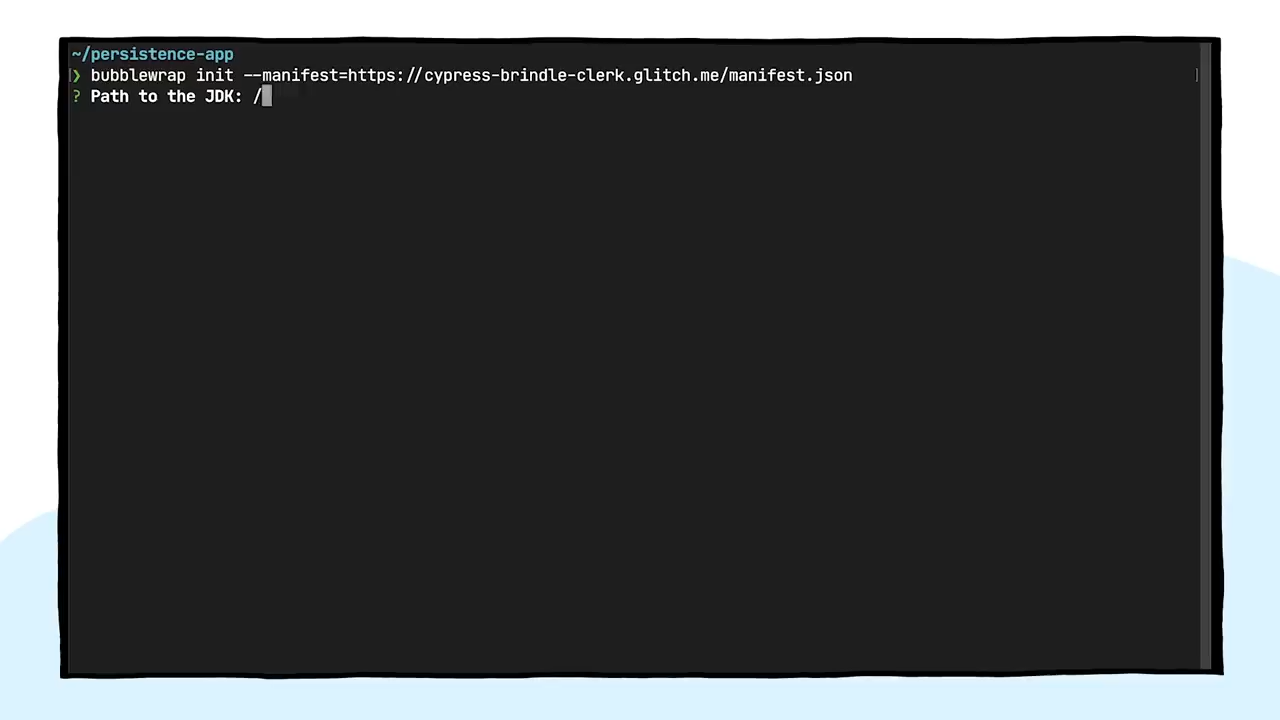 ~/persistence-app
❯ bubblewrap init --manifest=https://cypress-brindle-clerk.glitch.me/manifest.json
? Path to the JDK: /